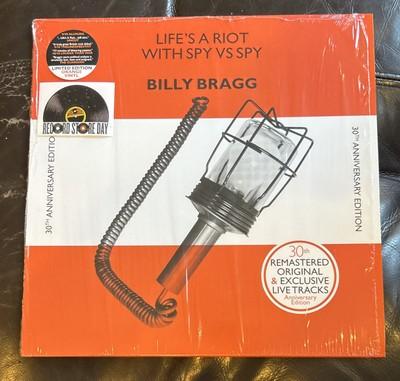 LIFE'S A RIOT
WITH SPY VS SPY
BILLY BRAGG
LIMITED EDITION
ORANGE
VINYL
RECORD STORE DAY
30TH ANNIVERSARY EDITION
30TH ANNIVERSARY EDITION
30th
REMASTERED
ORIGINAL
& EXCLUSIVE
LIVE TRACKS
Anniversary
Edition